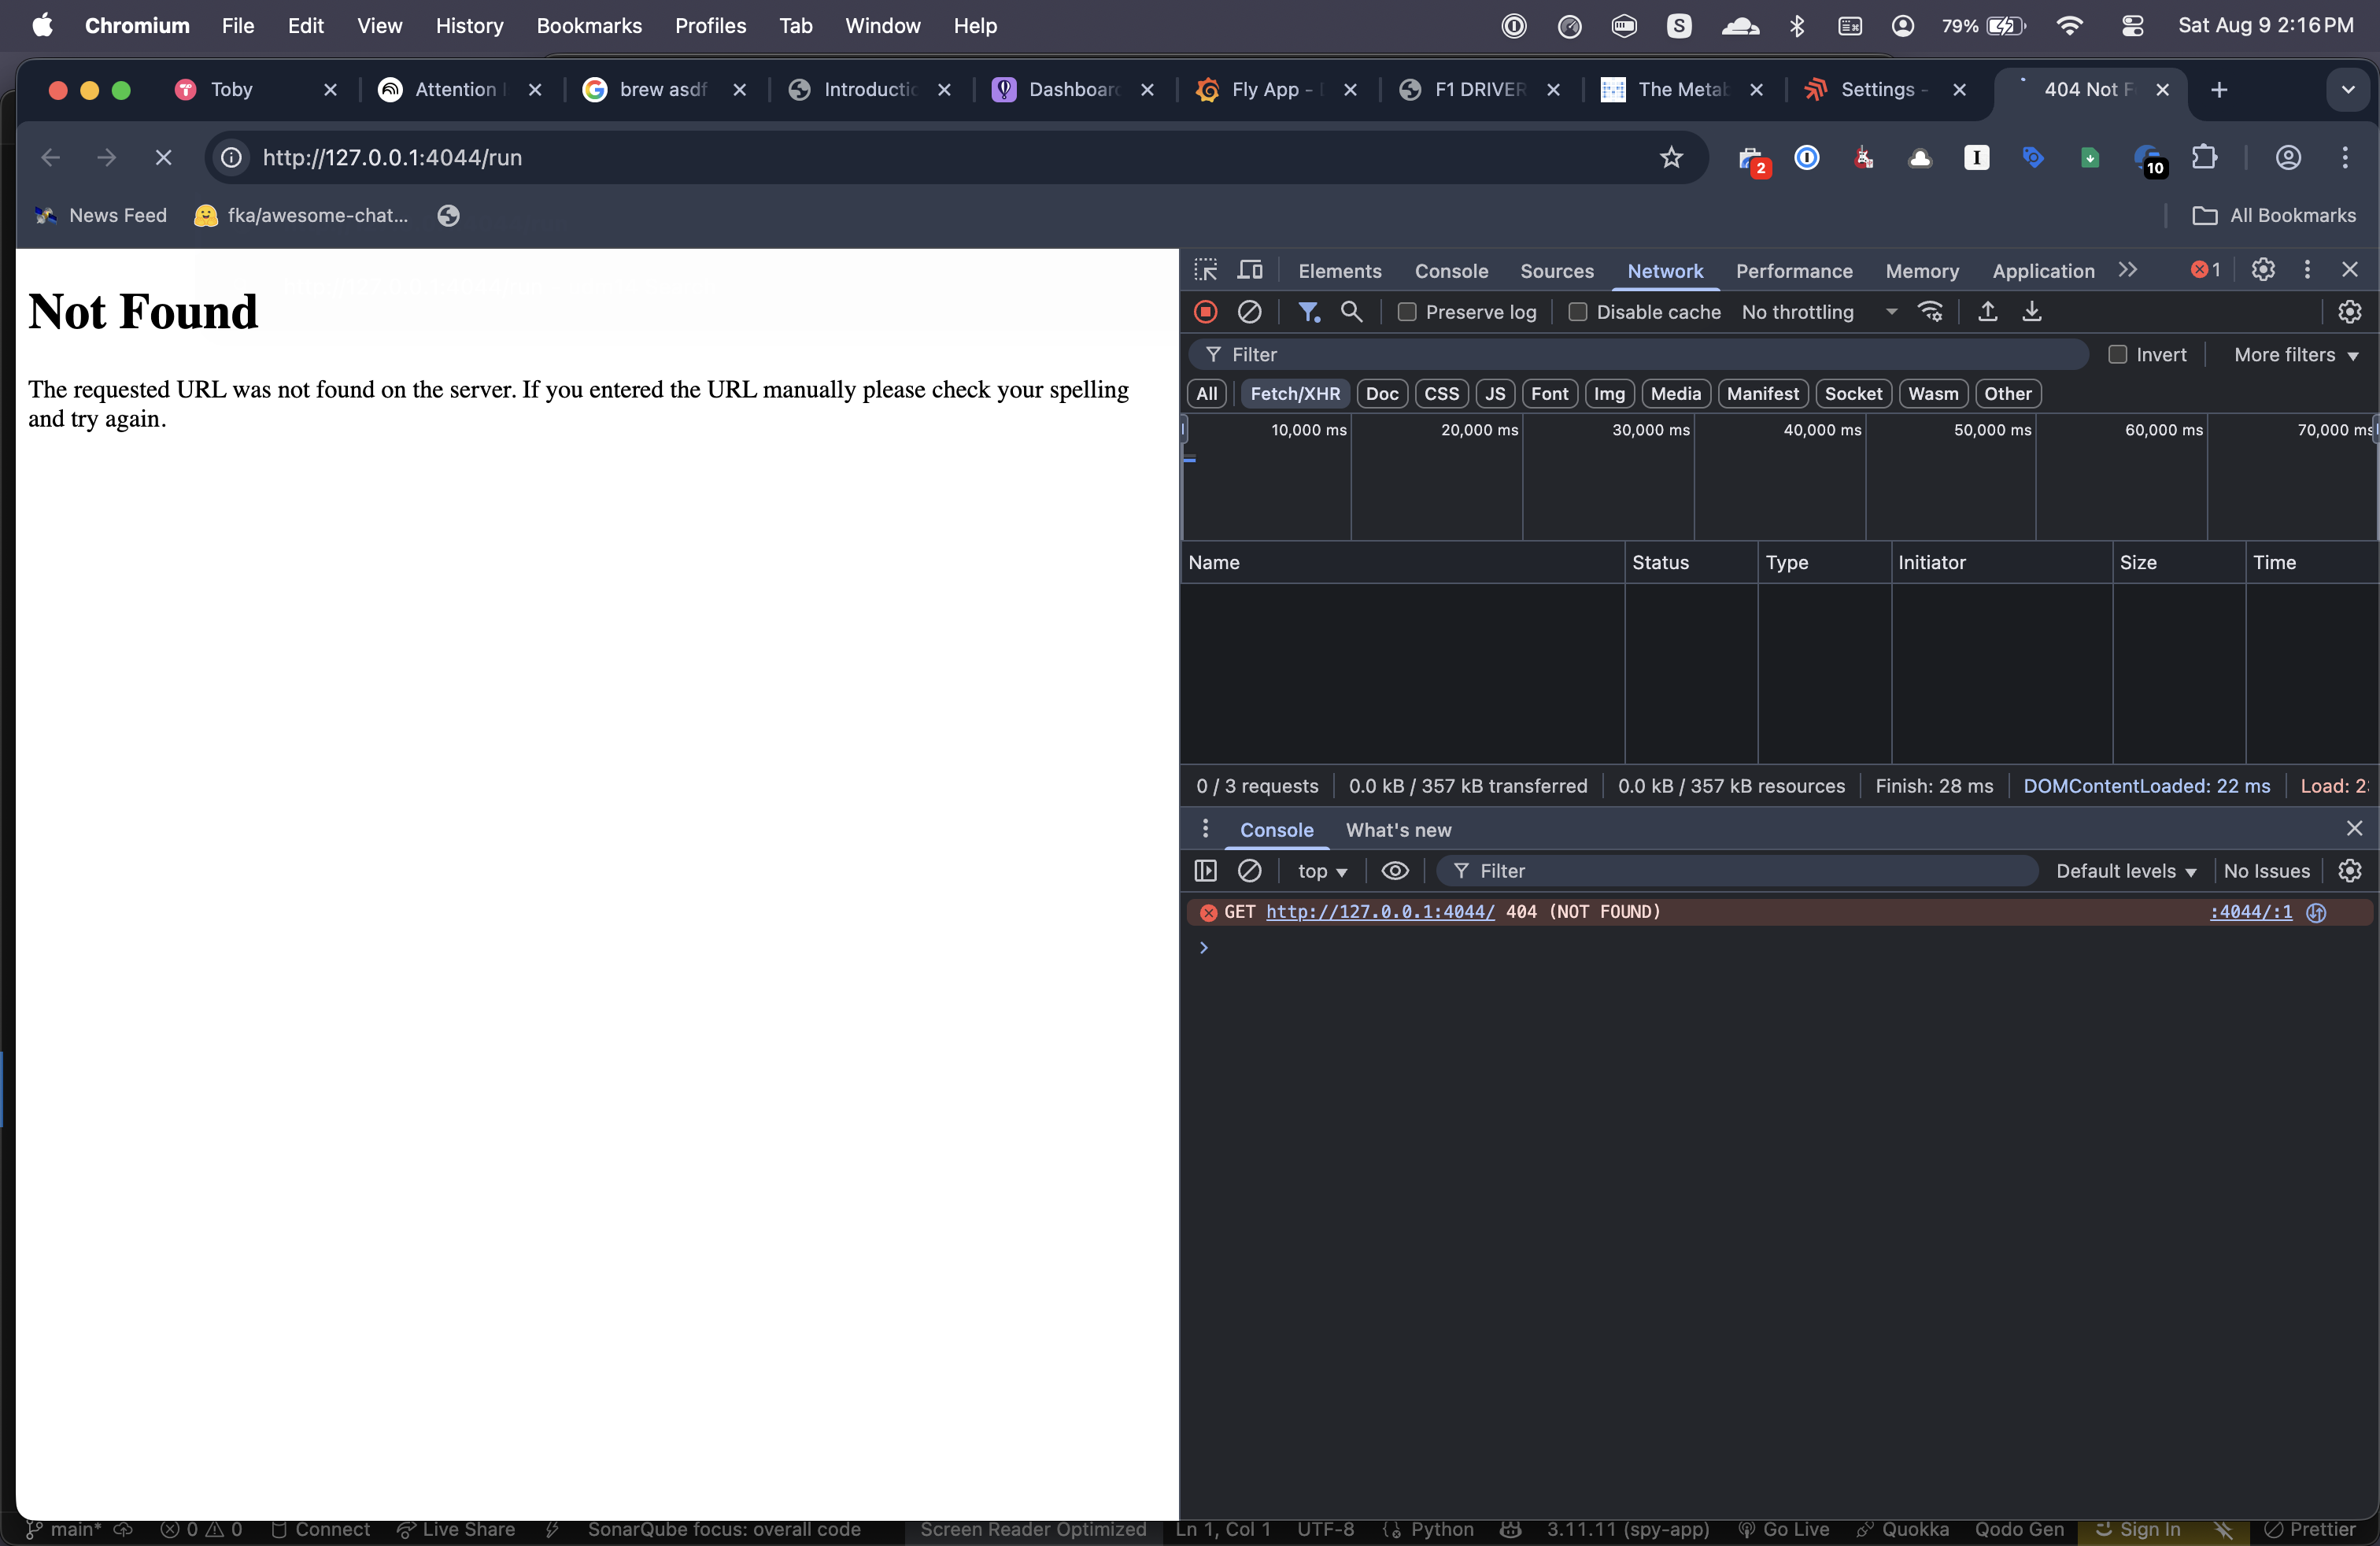 Chromium File Edit View History Bookmarks Profiles Tab Window Help 79% Sat Aug 9 2:16 PM
Toby Attention brew asdf Introductic Dashboard Fly App - F1 DRIVER The Metab Settings - 404 Not F
http://127.0.0.1:4044/run 2 10
News Feed fka/awesome-chat... All Bookmarks
Not Found
The requested URL was not found on the server. If you entered the URL manually please check your spelling
and try again.
Elements Console Sources Network Performance Memory Application 1
Preserve log Disable cache No throttling
Filter Invert More filters
All Fetch/XHR Doc CSS JS Font Img Media Manifest Socket Wasm Other
10,000 ms 20,000 ms 30,000 ms 40,000 ms 50,000 ms 60,000 ms 70,000 ms
Name Status Type Initiator Size Time
0 / 3 requests 0.0 kB / 357 kB transferred 0.0 kB / 357 kB resources Finish: 28 ms DOMContentLoaded: 22 ms Load: 2
Console What's new
top Filter Default levels No Issues
GET http://127.0.0.1:4044/ 404 (NOT FOUND) :4044/:1
main* 0 0 Connect Live Share SonarQube focus: overall code Screen Reader Optimized Ln 1, Col 1 UTF-8 Python 3.11.11 (spy-app) Go Live Quokka Qodo Gen Sign In Prettier